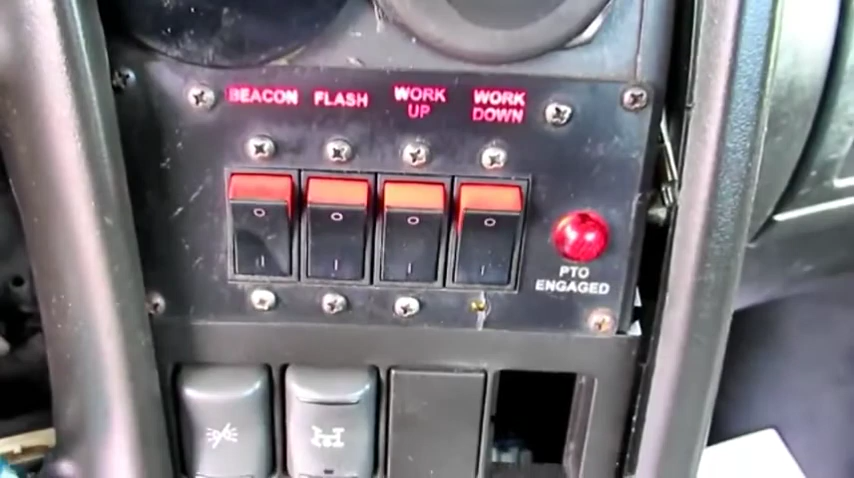 BEACON FLASH WORK UP WORK DOWN
O O O O
I I I I
PTO
ENGAGED